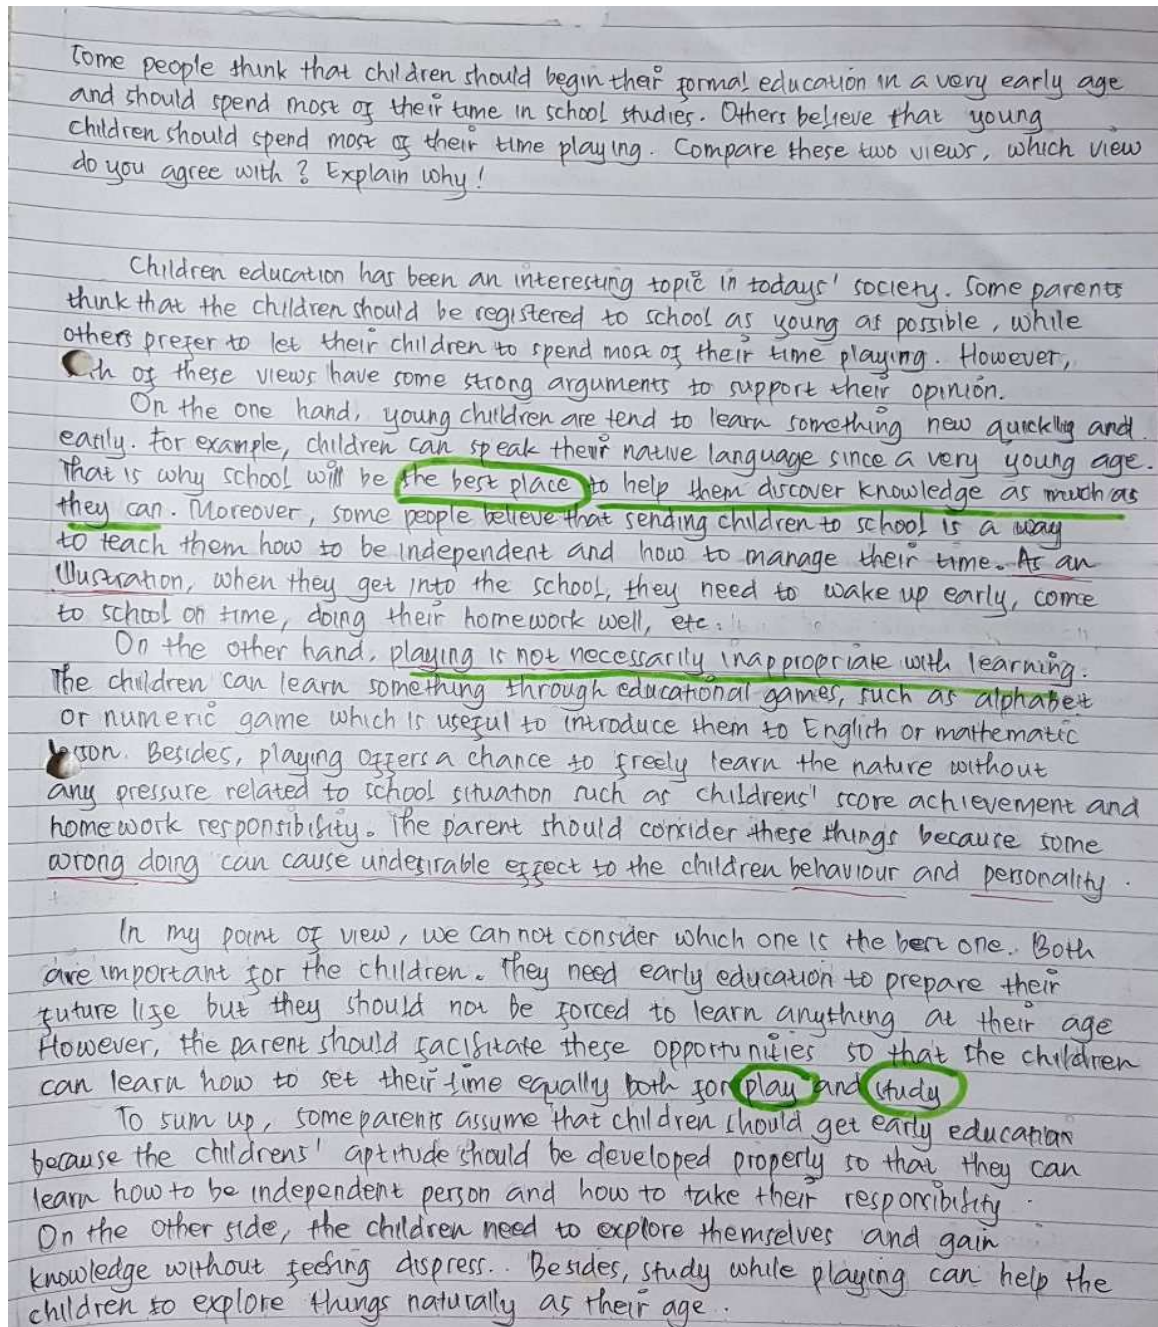 Some people think that children should begin their formal education in a very early age
and should spend most of their time in school studies. Others believe that young
children should spend most of their time playing. Compare these two views, which view
do you agree with? Explain why!
Children education has been an interesting topic in todays' society. Some parents
think that the children should be registered to school as young as possible, while
others prefer to let their children to spend most of their time playing. However,
of these views have some strong arguments to support their opinion.
On the one hand, young children are tend to learn something new quickly and
easily. For example, children can speak their native language since a very young age.
That is why school will be the best place to help them discover knowledge as much as
they can. Moreover, some people believe that sending children to school is a way
to teach them how to be independent and how to manage their time. As an
illustration, when they get into the school, they need to wake up early, come
to school on time, doing their homework well, etc.
On the other hand, playing is not necessarily inappropriate with learning.
The children can learn something through educational games, such as alphabet
or numeric game which is useful to introduce them to English or mathematic
lesson. Besides, playing offers a chance to freely learn the nature without
any pressure related to school situation such as childrens' score achievement and
homework responsibility. The parent should consider these things because some
wrong doing can cause undesirable effect to the children behaviour and personality.
In my point of view, we can not consider which one is the best one. Both
are important for the children. They need early education to prepare their
future life but they should not be forced to learn anything at their age
However, the parent should facilitate these opportunities so that the children
can learn how to set their time equally both for play and study
To sum up, some parents assume that children should get early education
because the childrens' aptitude should be developed properly so that they can
learn how to be independent person and how to take their responsibility.
On the other side, the children need to explore themselves and gain
knowledge without feeling dispress.. Besides, study while playing can help the
children to explore things naturally as their age..